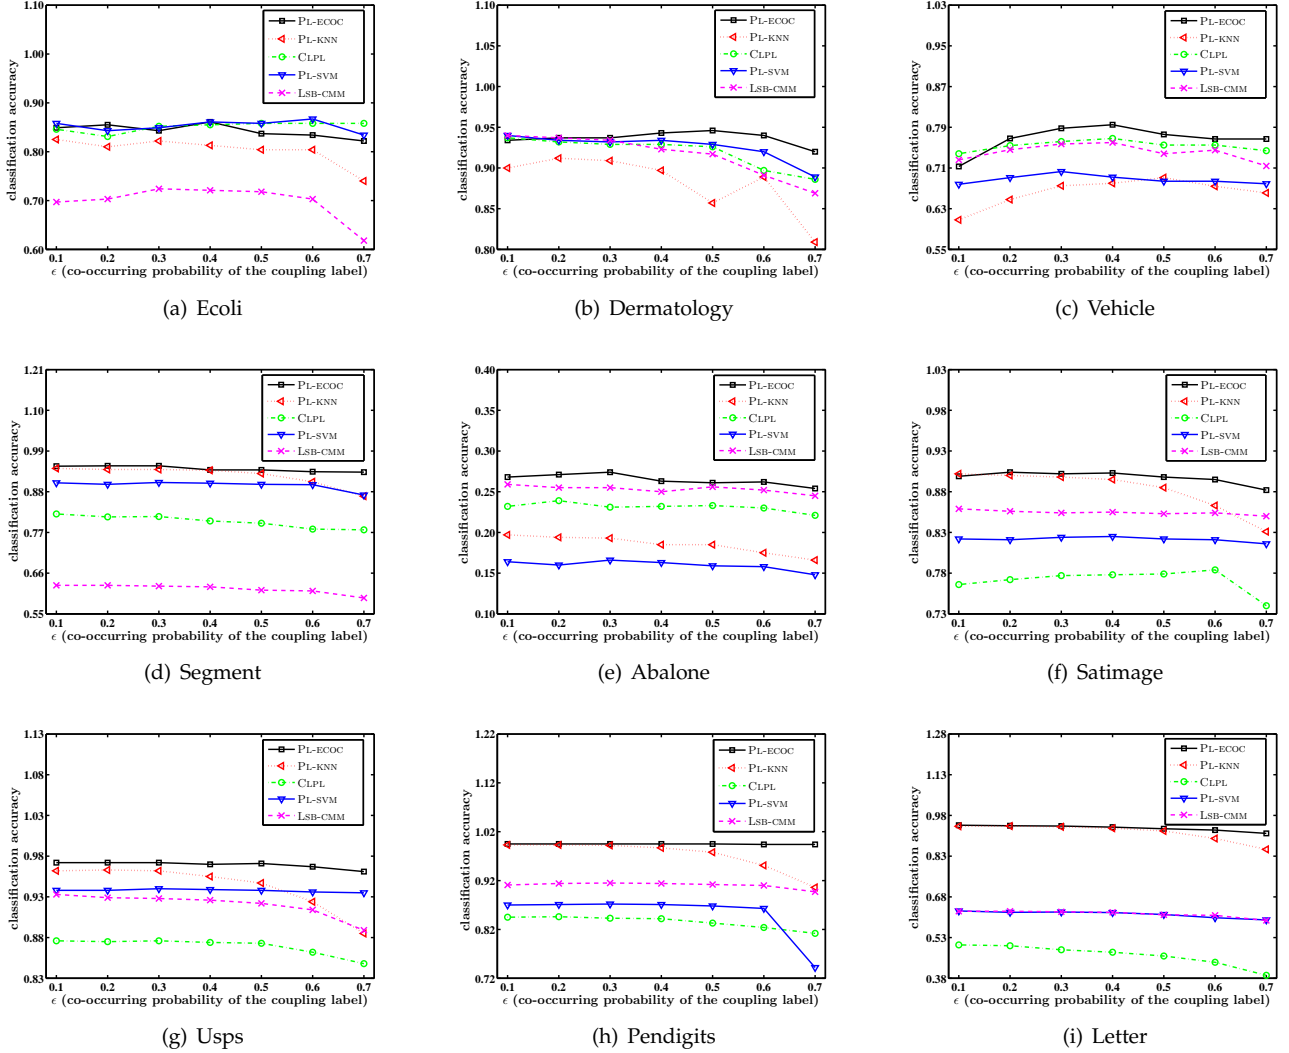 1.10
1.00
0.90
0.80
0.70
0.60
classification accuracy
PL-ECOC
PL-KNN
CLPL
PL-SVM
LSB-CMM
0.1 0.2 0.3 0.4 0.5 0.6 0.7
ϵ (co-occurring probability of the coupling label)
(a) Ecoli
1.10
1.05
1.00
0.95
0.90
0.85
0.80
classification accuracy
PL-ECOC
PL-KNN
CLPL
PL-SVM
LSB-CMM
0.1 0.2 0.3 0.4 0.5 0.6 0.7
ϵ (co-occurring probability of the coupling label)
(b) Dermatology
1.03
0.95
0.87
0.79
0.71
0.63
0.55
classification accuracy
PL-ECOC
PL-KNN
CLPL
PL-SVM
LSB-CMM
0.1 0.2 0.3 0.4 0.5 0.6 0.7
ϵ (co-occurring probability of the coupling label)
(c) Vehicle
1.21
1.10
0.99
0.88
0.77
0.66
0.55
classification accuracy
PL-ECOC
PL-KNN
CLPL
PL-SVM
LSB-CMM
0.1 0.2 0.3 0.4 0.5 0.6 0.7
ϵ (co-occurring probability of the coupling label)
(d) Segment
0.40
0.35
0.30
0.25
0.20
0.15
0.10
classification accuracy
PL-ECOC
PL-KNN
CLPL
PL-SVM
LSB-CMM
0.1 0.2 0.3 0.4 0.5 0.6 0.7
ϵ (co-occurring probability of the coupling label)
(e) Abalone
1.03
0.98
0.93
0.88
0.83
0.78
0.73
classification accuracy
PL-ECOC
PL-KNN
CLPL
PL-SVM
LSB-CMM
0.1 0.2 0.3 0.4 0.5 0.6 0.7
ϵ (co-occurring probability of the coupling label)
(f) Satimage
1.13
1.08
1.03
0.98
0.93
0.88
0.83
classification accuracy
PL-ECOC
PL-KNN
CLPL
PL-SVM
LSB-CMM
0.1 0.2 0.3 0.4 0.5 0.6 0.7
ϵ (co-occurring probability of the coupling label)
(g) Usps
1.22
1.12
1.02
0.92
0.82
0.72
classification accuracy
PL-ECOC
PL-KNN
CLPL
PL-SVM
LSB-CMM
0.1 0.2 0.3 0.4 0.5 0.6 0.7
ϵ (co-occurring probability of the coupling label)
(h) Pendigits
1.28
1.13
0.98
0.83
0.68
0.53
0.38
classification accuracy
PL-ECOC
PL-KNN
CLPL
PL-SVM
LSB-CMM
0.1 0.2 0.3 0.4 0.5 0.6 0.7
ϵ (co-occurring probability of the coupling label)
(i) Letter